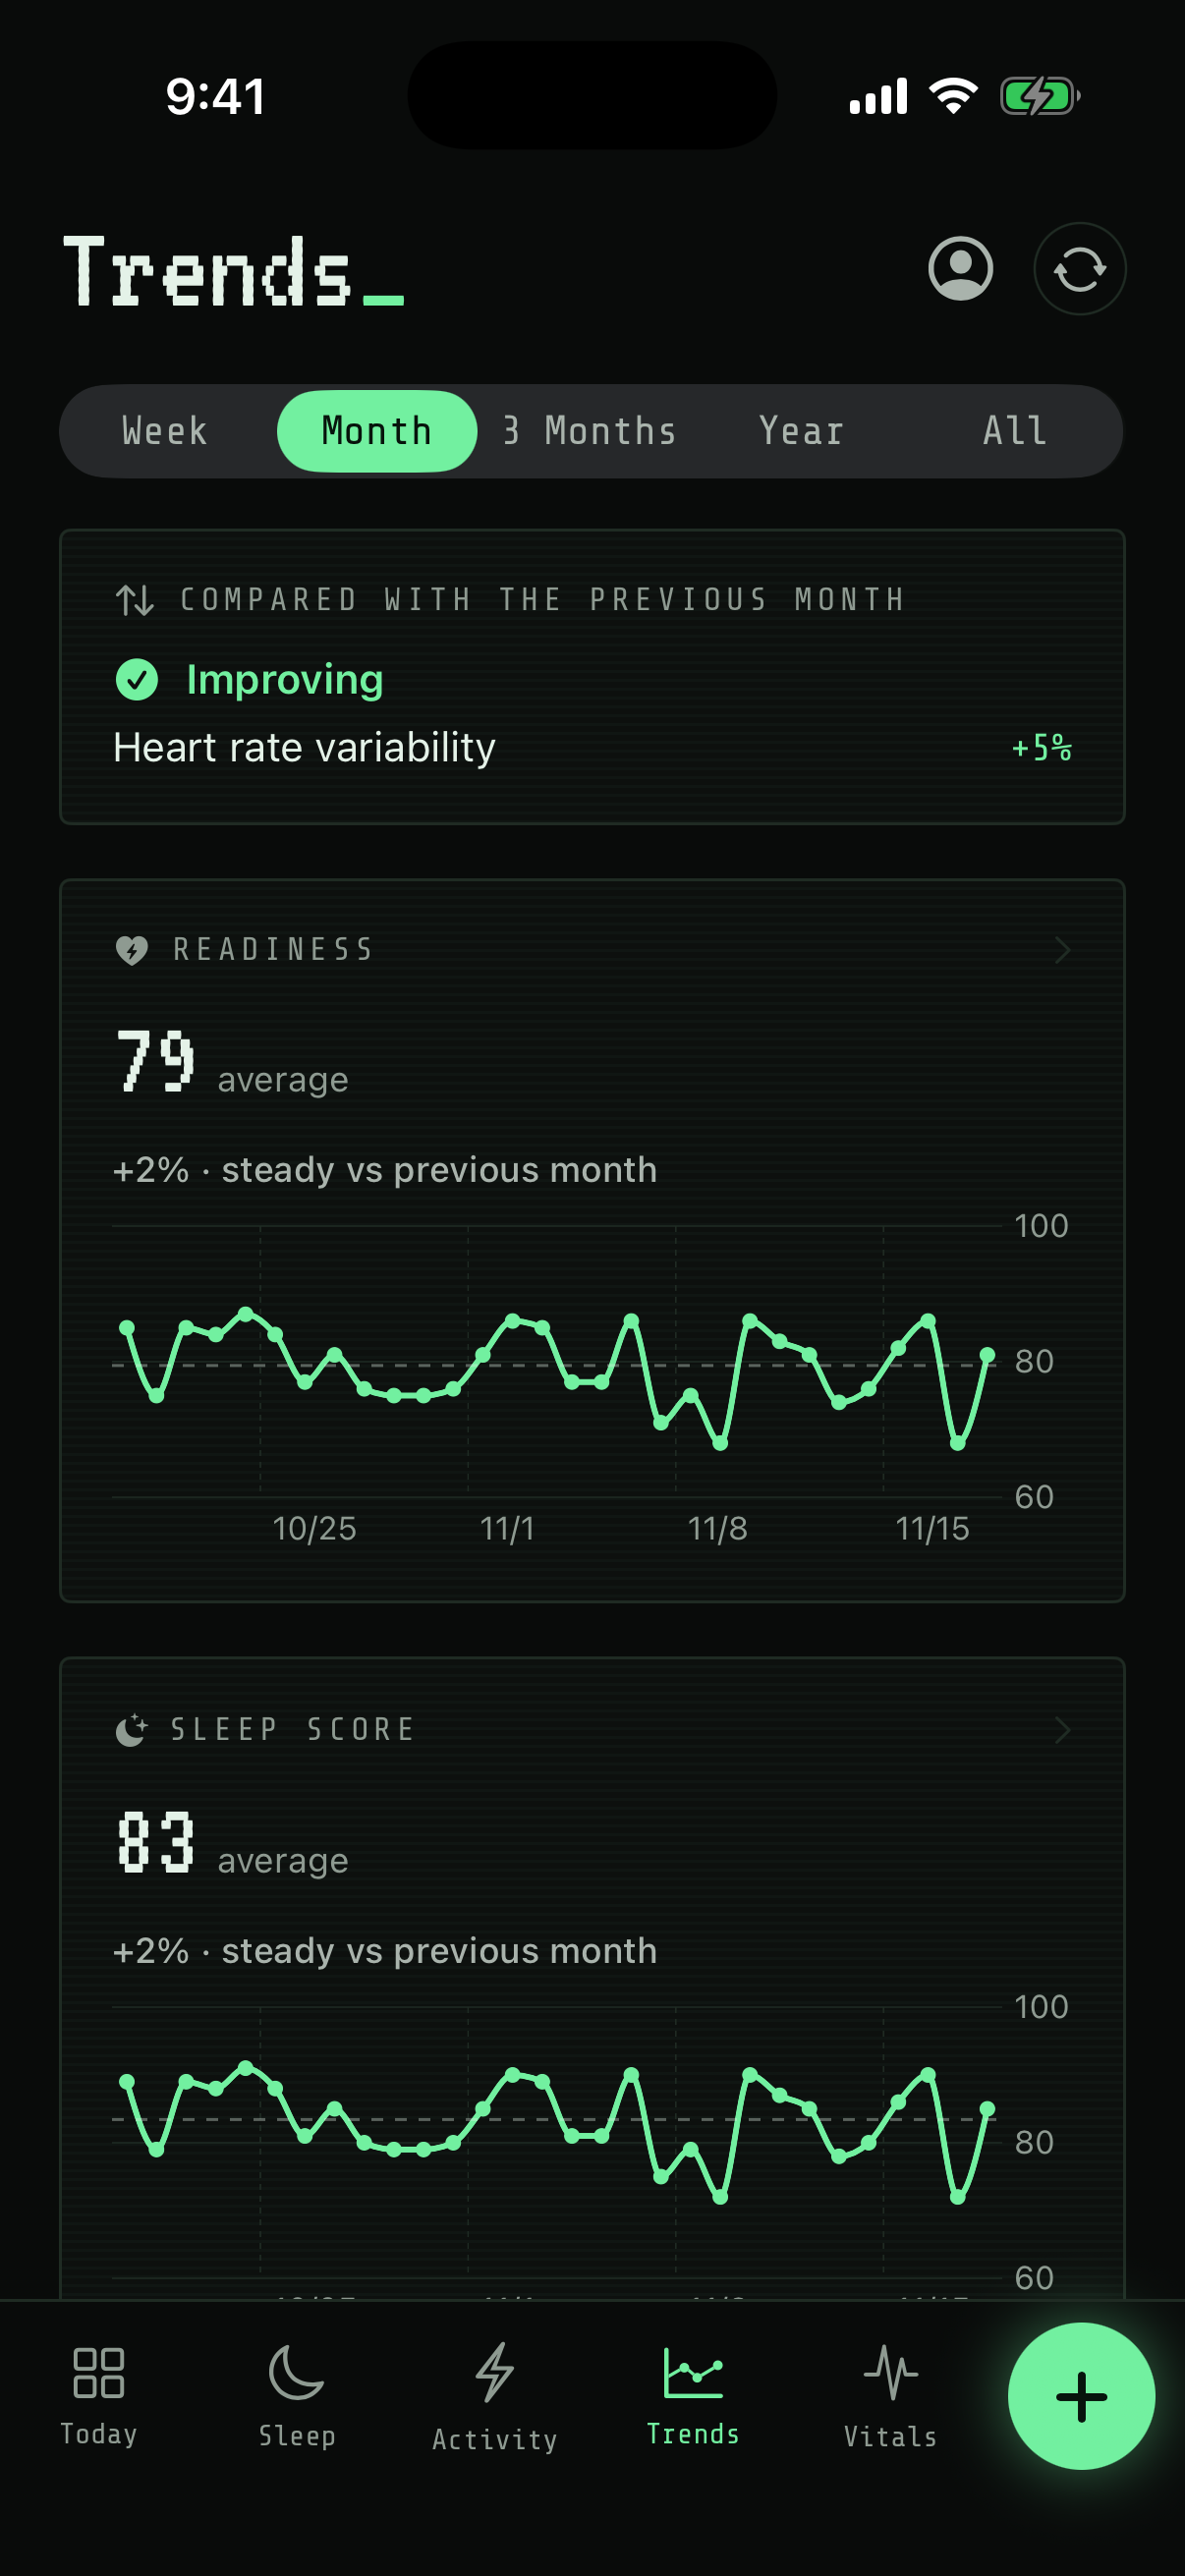 9:41
Trends_
Week Month 3 Months Year All
COMPARED WITH THE PREVIOUS MONTH
Improving
Heart rate variability +5%
READINESS
79 average
+2% · steady vs previous month
100
80
60
10/25 11/1 11/8 11/15
SLEEP SCORE
83 average
+2% · steady vs previous month
100
80
60
Today Sleep Activity Trends Vitals